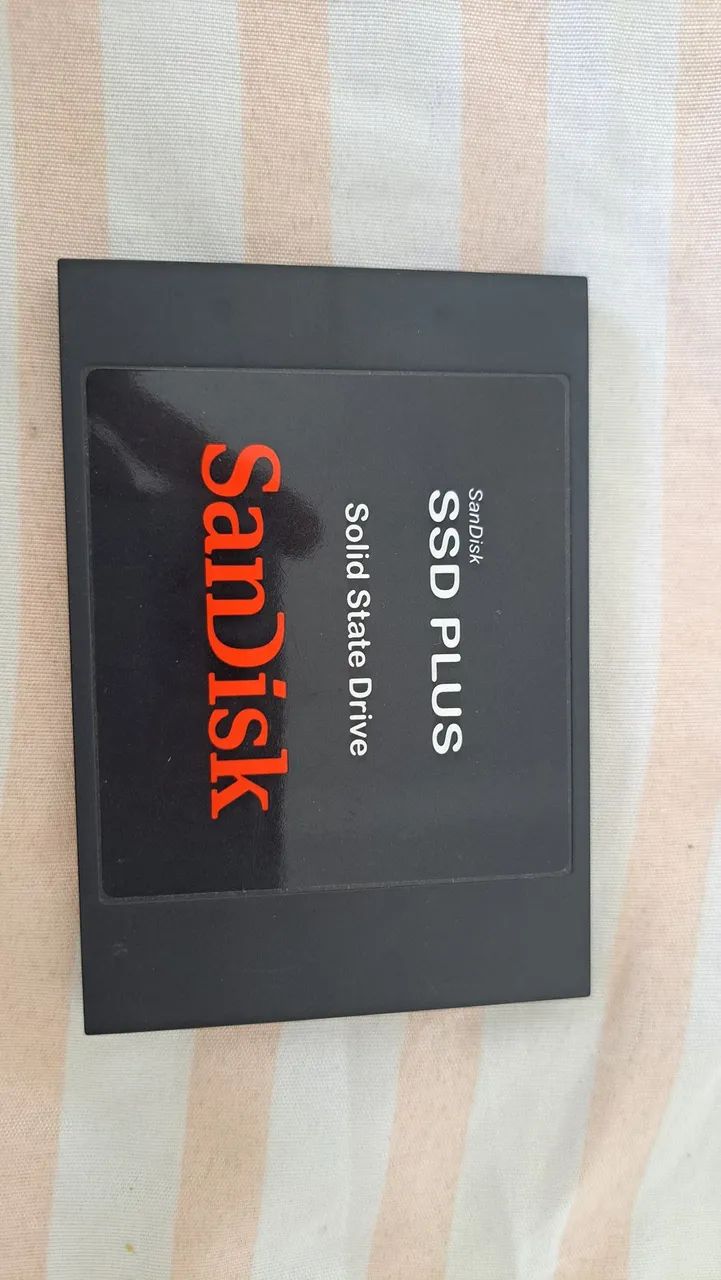 SanDisk
SSD PLUS
Solid State Drive
SanDisk